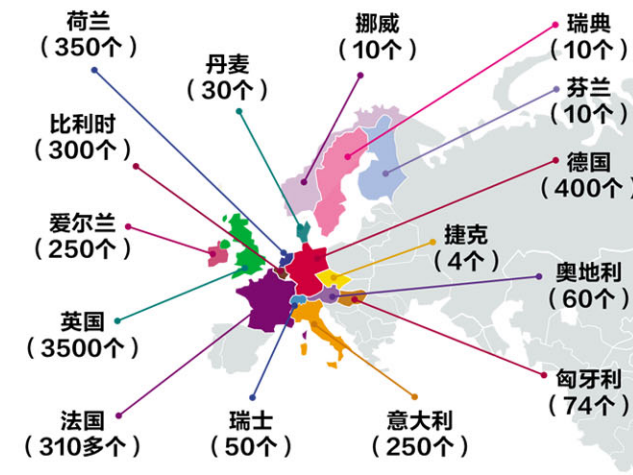 荷兰
（350个）
丹麦
（30个）
挪威
（10个）
瑞典
（10个）
芬兰
（10个）
比利时
（300个）
德国
（400个）
爱尔兰
（250个）
捷克
（4个）
奥地利
（60个）
英国
（3500个）
匈牙利
（74个）
法国
（310多个）
瑞士
（50个）
意大利
（250个）